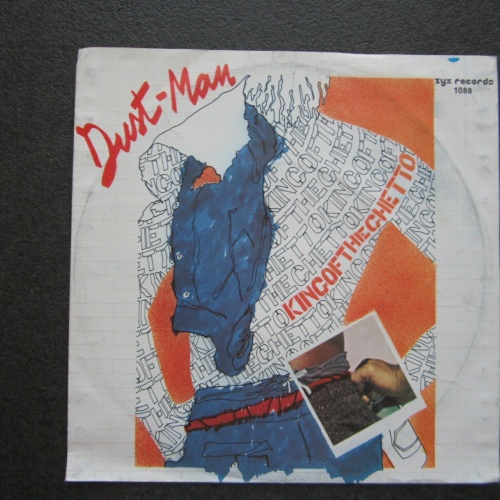 Dust-Man
zyx records
1088
KING OF THE GHETTO